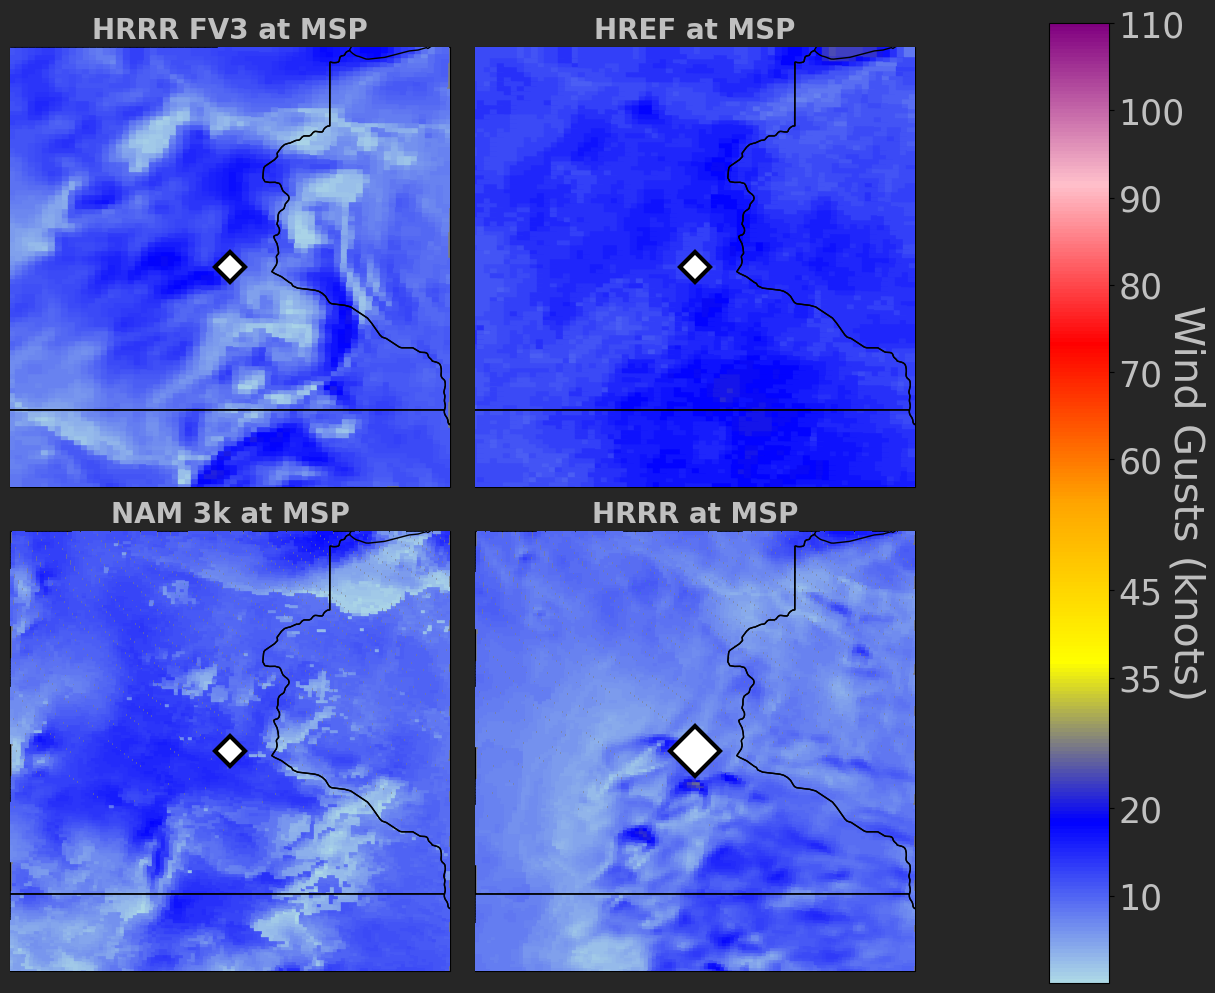 HRRR FV3 at MSP
HREF at MSP
NAM 3k at MSP
HRRR at MSP
110
100
90
80
70
60
45
35
20
10
Wind Gusts (knots)